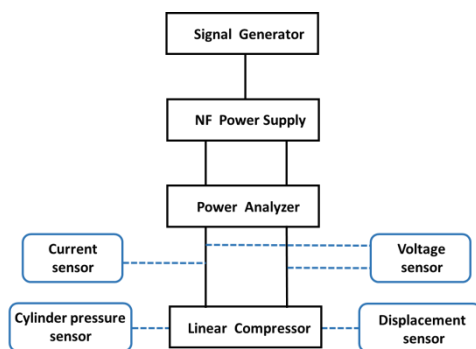 Signal Generator
NF Power Supply
Power Analyzer
Current
sensor
Voltage
sensor
Cylinder pressure
sensor
Linear Compressor
Displacement
sensor